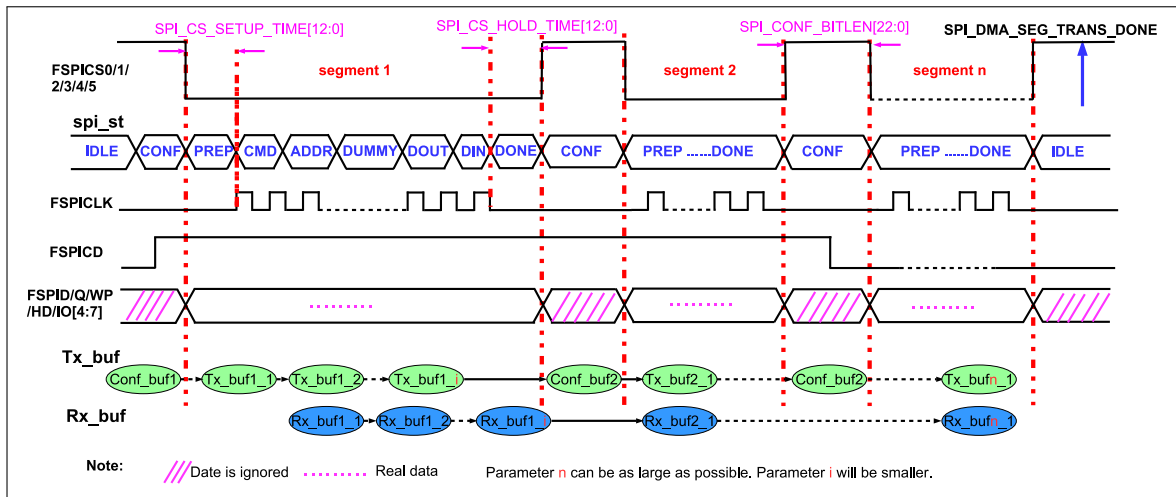 SPI_CS_SETUP_TIME[12:0]
SPI_CS_HOLD_TIME[12:0]
SPI_CONF_BITLEN[22:0]
SPI_DMA_SEG_TRANS_DONE
FSPICS0/1/
2/3/4/5
segment 1
segment 2
segment n
spi_st
IDLE CONF PREP CMD ADDR DUMMY DOUT DIN DONE CONF PREP ......DONE CONF PREP ......DONE IDLE
FSPICLK
FSPICD
FSPID/Q/WP
/HD/IO[4:7]
Tx_buf
Conf_buf1 Tx_buf1_1 Tx_buf1_2 Tx_buf1_i Conf_buf2 Tx_buf2_1 Conf_buf2 Tx_bufn_1
Rx_buf
Rx_buf1_1 Rx_buf1_2 Rx_buf1_i Rx_buf2_1 Rx_bufn_1
Note: Date is ignored Real data Parameter n can be as large as possible. Parameter i will be smaller.